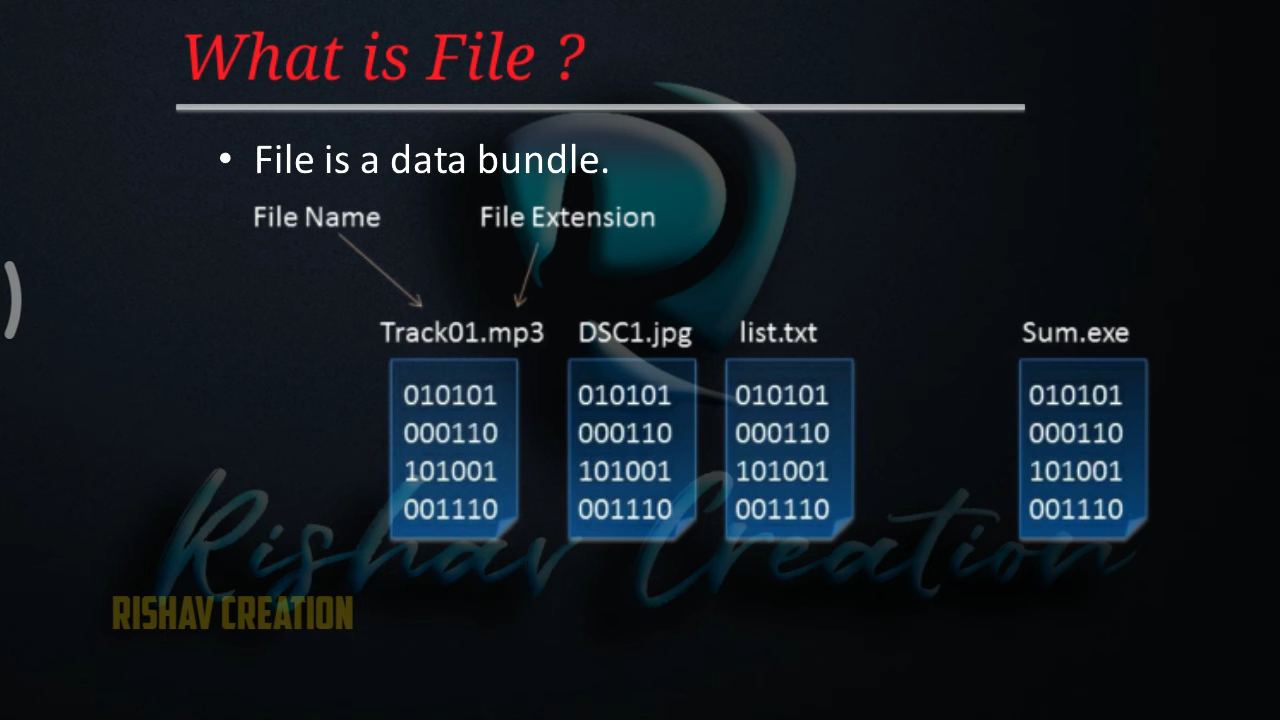 What is File ?
• File is a data bundle.
File Name File Extension
Track01.mp3 DSC1.jpg list.txt Sum.exe
010101 010101 010101 010101
000110 000110 000110 000110
101001 101001 101001 101001
001110 001110 001110 001110
Rishav Creation
RISHAV CREATION